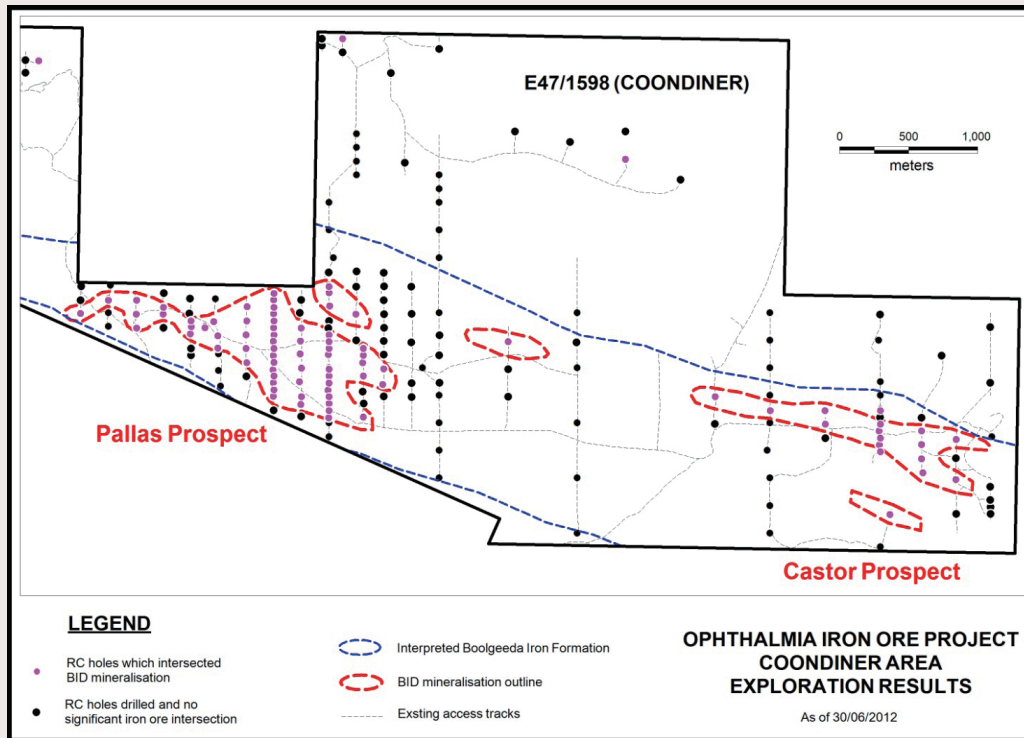 E47/1598 (COONDINER)
0 500 1,000
meters
Pallas Prospect
Castor Prospect
LEGEND
RC holes which intersected
BID mineralisation
RC holes drilled and no
significant iron ore intersection
Interpreted Boolgeeda Iron Formation
BID mineralisation outline
Exsting access tracks
OPHTHALMIA IRON ORE PROJECT
COONDINER AREA
EXPLORATION RESULTS
As of 30/06/2012